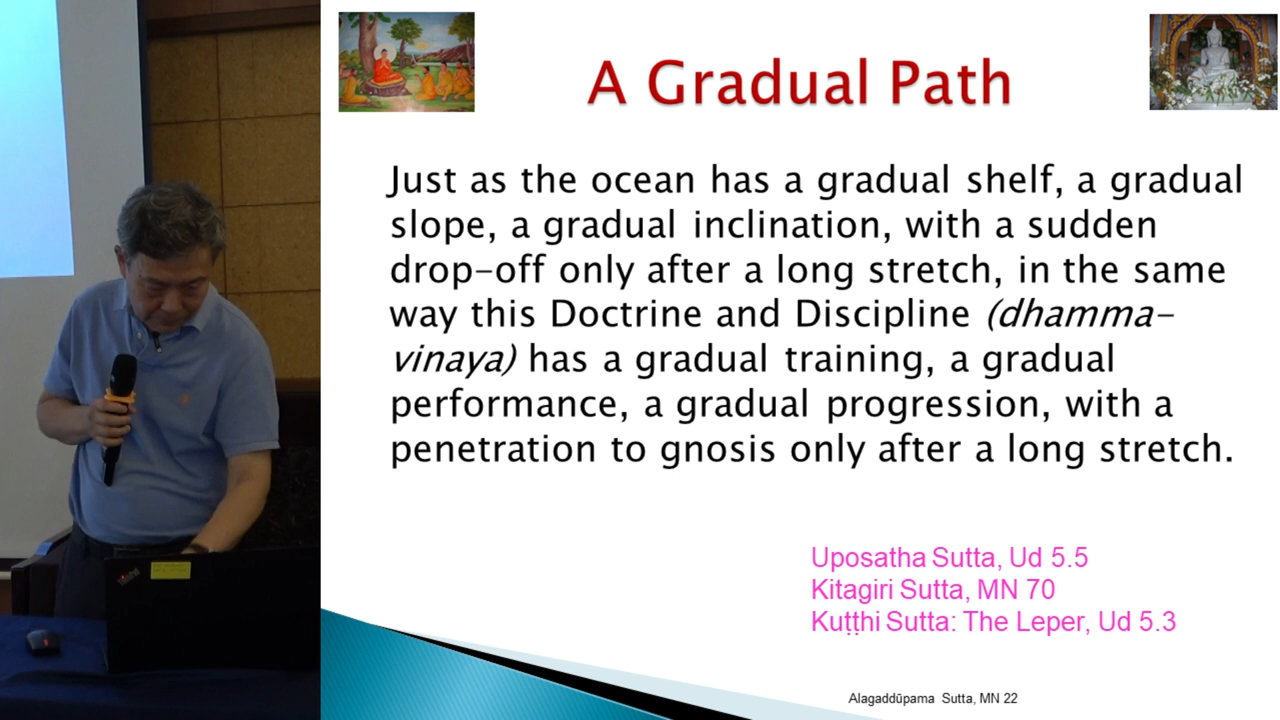 A Gradual Path
Just as the ocean has a gradual shelf, a gradual
slope, a gradual inclination, with a sudden
drop-off only after a long stretch, in the same
way this Doctrine and Discipline (dhamma-
vinaya) has a gradual training, a gradual
performance, a gradual progression, with a
penetration to gnosis only after a long stretch.
Uposatha Sutta, Ud 5.5
Kitagiri Sutta, MN 70
Kuṭṭhi Sutta: The Leper, Ud 5.3
Alagaddūpama Sutta, MN 22